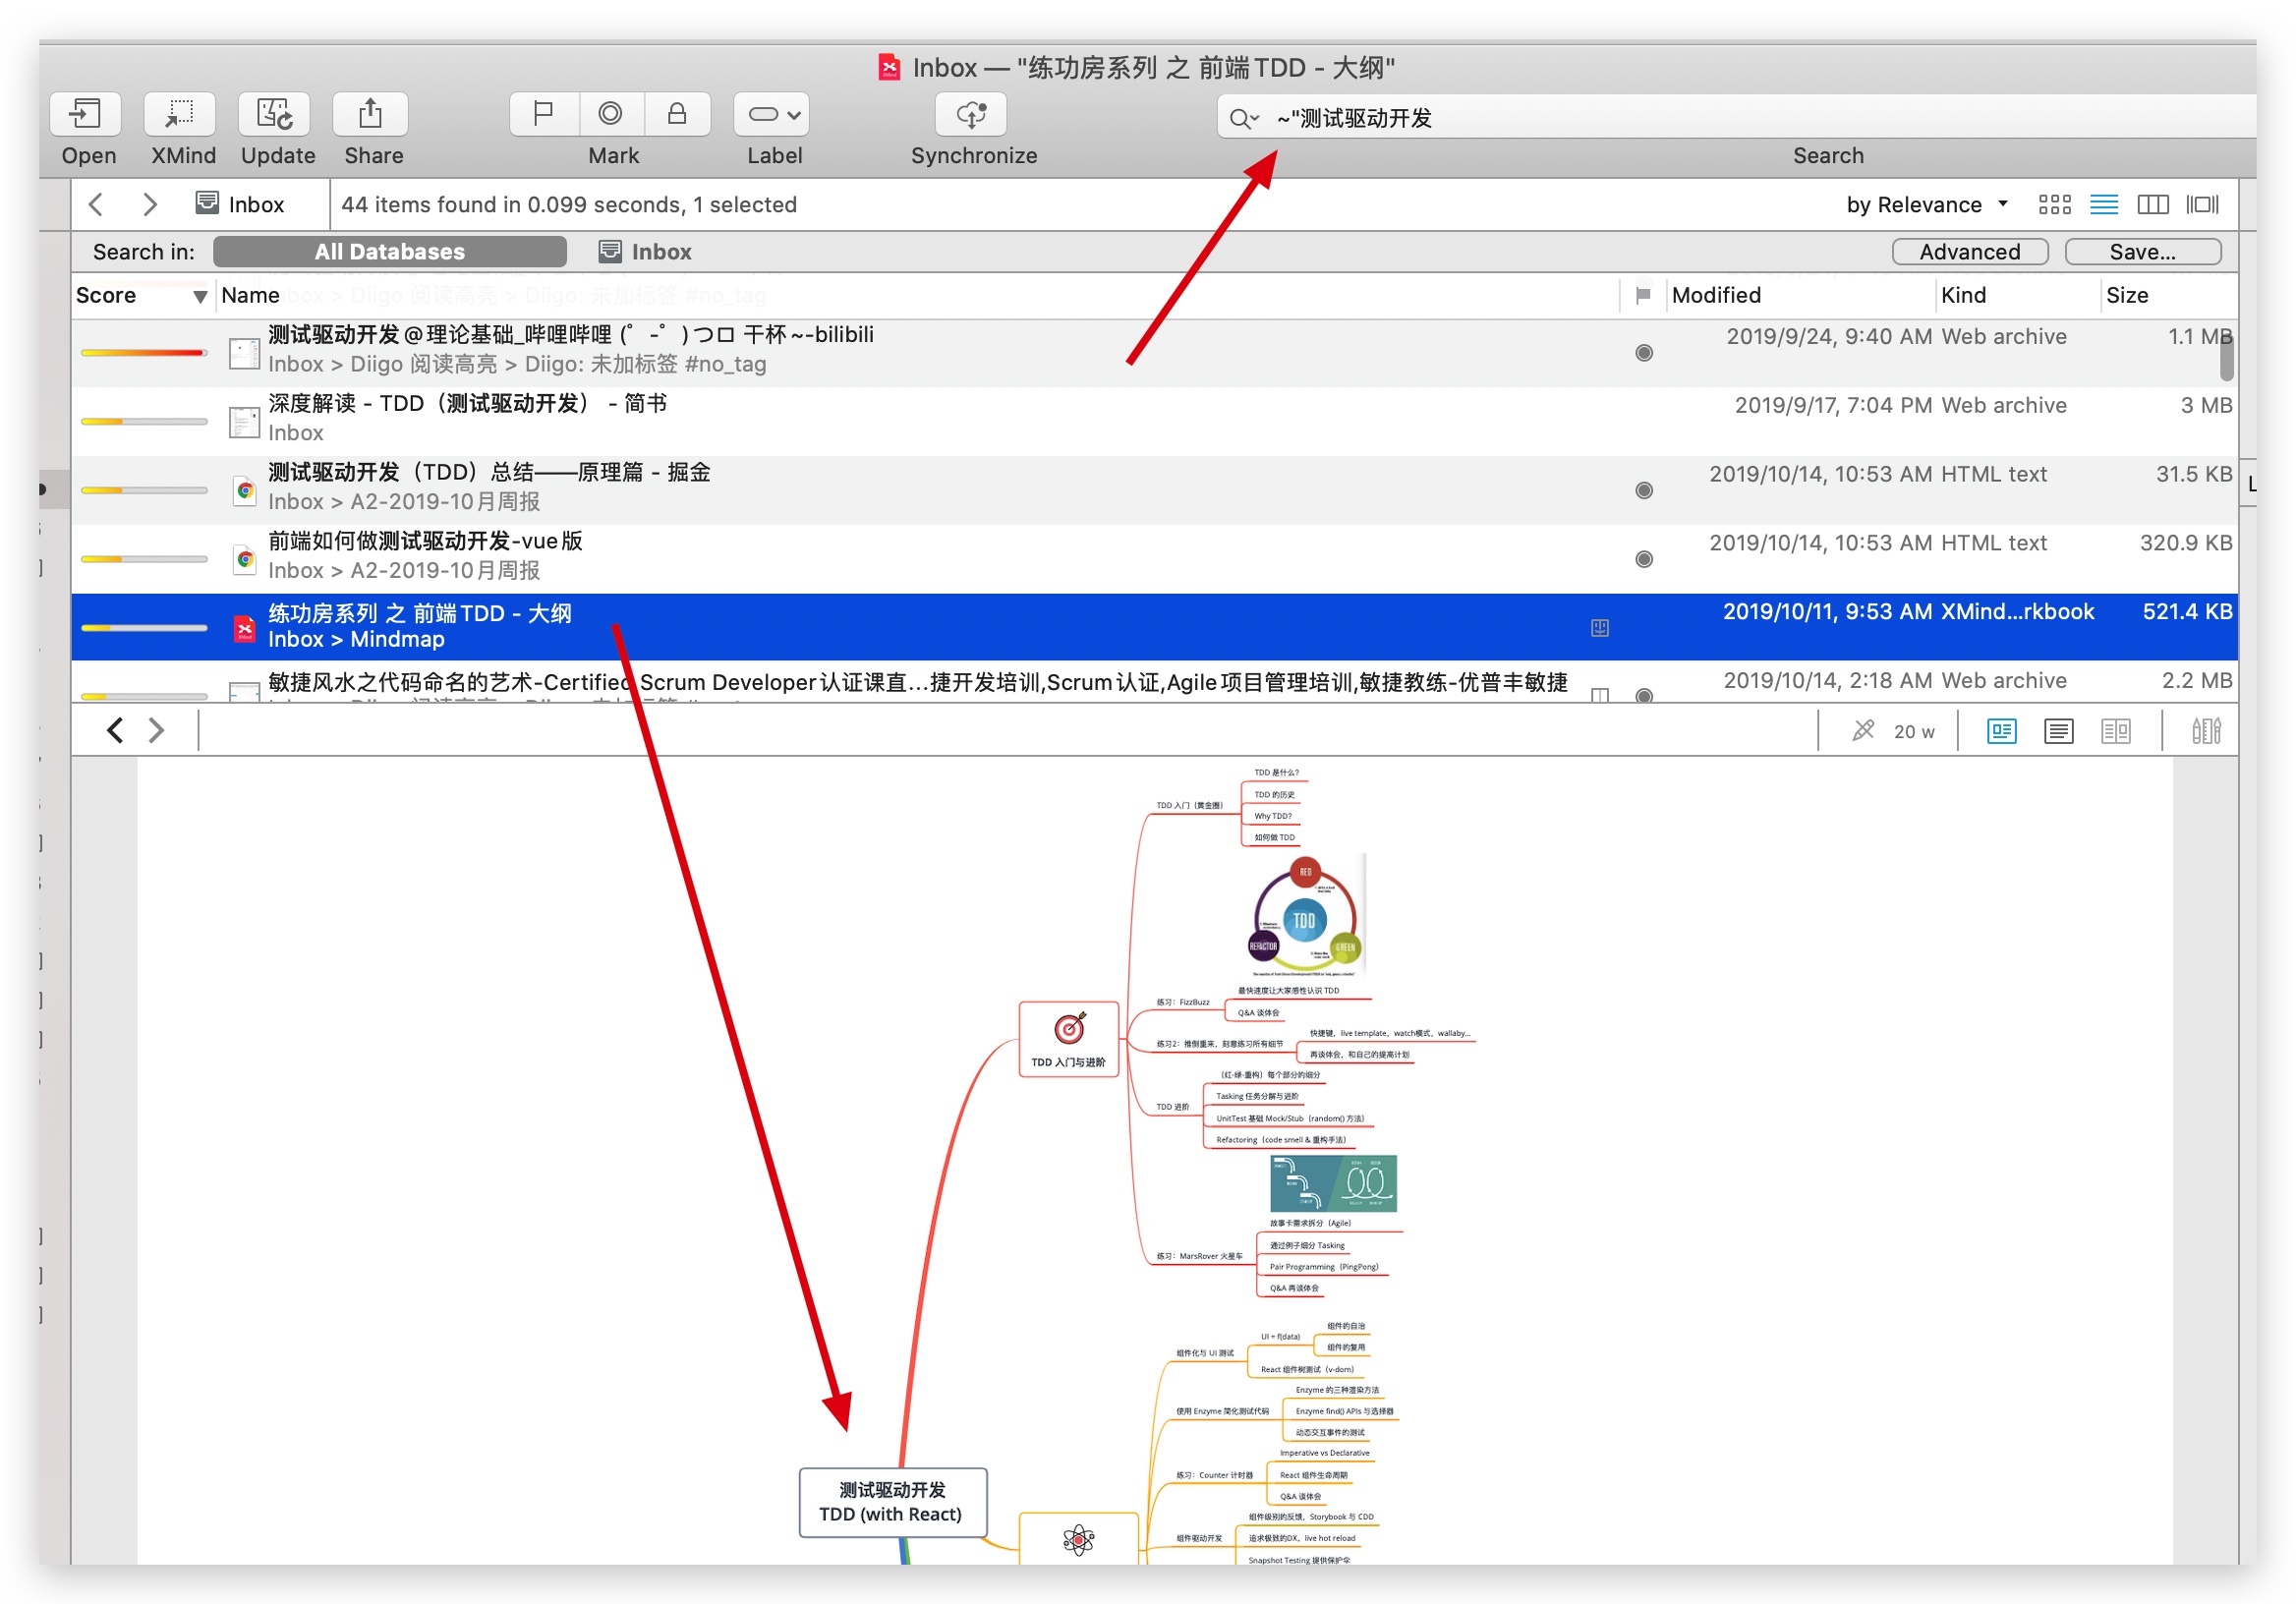 Inbox — "练功房系列 之 前端TDD - 大纲"
~"测试驱动开发
Open XMind Update Share Mark Label Synchronize Search
Inbox
44 items found in 0.099 seconds, 1 selected
by Relevance
Search in: All Databases Inbox Advanced Save...
Score Name Modified Kind Size
测试驱动开发@理论基础_哔哩哔哩 (゜-゜)つロ 干杯~-bilibili
2019/9/24, 9:40 AM Web archive 1.1 MB
Inbox > Diigo 阅读高亮 > Diigo: 未加标签 #no_tag
深度解读 - TDD（测试驱动开发） - 简书
2019/9/17, 7:04 PM Web archive 3 MB
Inbox
测试驱动开发（TDD）总结——原理篇 - 掘金
2019/10/14, 10:53 AM HTML text 31.5 KB
Inbox > A2-2019-10月周报
前端如何做测试驱动开发-vue版
2019/10/14, 10:53 AM HTML text 320.9 KB
Inbox > A2-2019-10月周报
练功房系列 之 前端TDD - 大纲
2019/10/11, 9:53 AM XMind...rkbook 521.4 KB
Inbox > Mindmap
敏捷风水之代码命名的艺术-Certified Scrum Developer认证课直...捷开发培训,Scrum认证,Agile项目管理培训,敏捷教练-优普丰敏捷
2019/10/14, 2:18 AM Web archive 2.2 MB
20 w
TDD 是什么?
TDD 的历史
TDD 入门（黄金圈）
Why TDD?
如何做 TDD
RED
TDD
REFACTOR
GREEN
最快速度让大家感性认识 TDD
练习：FizzBuzz
Q&A 谈体会
快捷键，live template，watch模式，wallaby...
练习2：推倒重来，刻意练习所有细节
再谈体会，和自己的提高计划
TDD 入门与进阶
（红-绿-重构）每个部分的细分
Tasking 任务分解与进阶
TDD 进阶
UnitTest 基础 Mock/Stub（random() 方法）
Refactoring（code smell & 重构手法）
故事卡需求拆分（Agile）
通过例子细分 Tasking
练习：MarsRover 火星车
Pair Programming（PingPong）
Q&A 再谈体会
组件的自治
UI = f(data)
组件的复用
组件化与 UI 测试
React 组件树测试（v-dom）
Enzyme 的三种渲染方法
使用 Enzyme 简化测试代码
Enzyme find() APIs 与选择器
动态交互事件的测试
Imperative vs Declarative
练习：Counter 计时器
React 组件生命周期
Q&A 谈体会
测试驱动开发
TDD (with React)
组件级别的反馈，Storybook 与 CDD
组件驱动开发
追求极致的DX，live hot reload
Snapshot Testing 提供保护伞